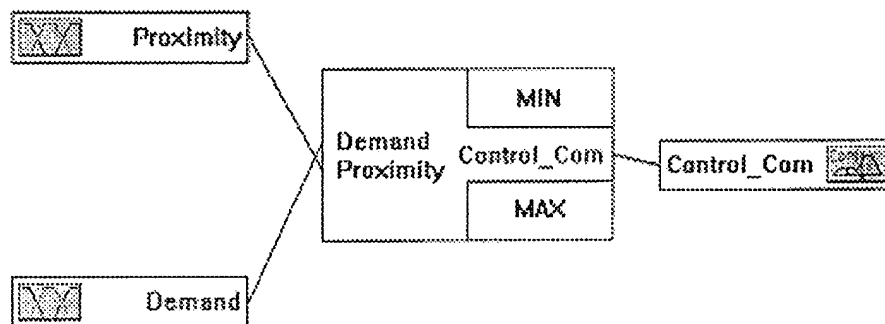 Proximity
MIN
Demand
Proximity
Control_Com
MAX
Control_Com
Demand